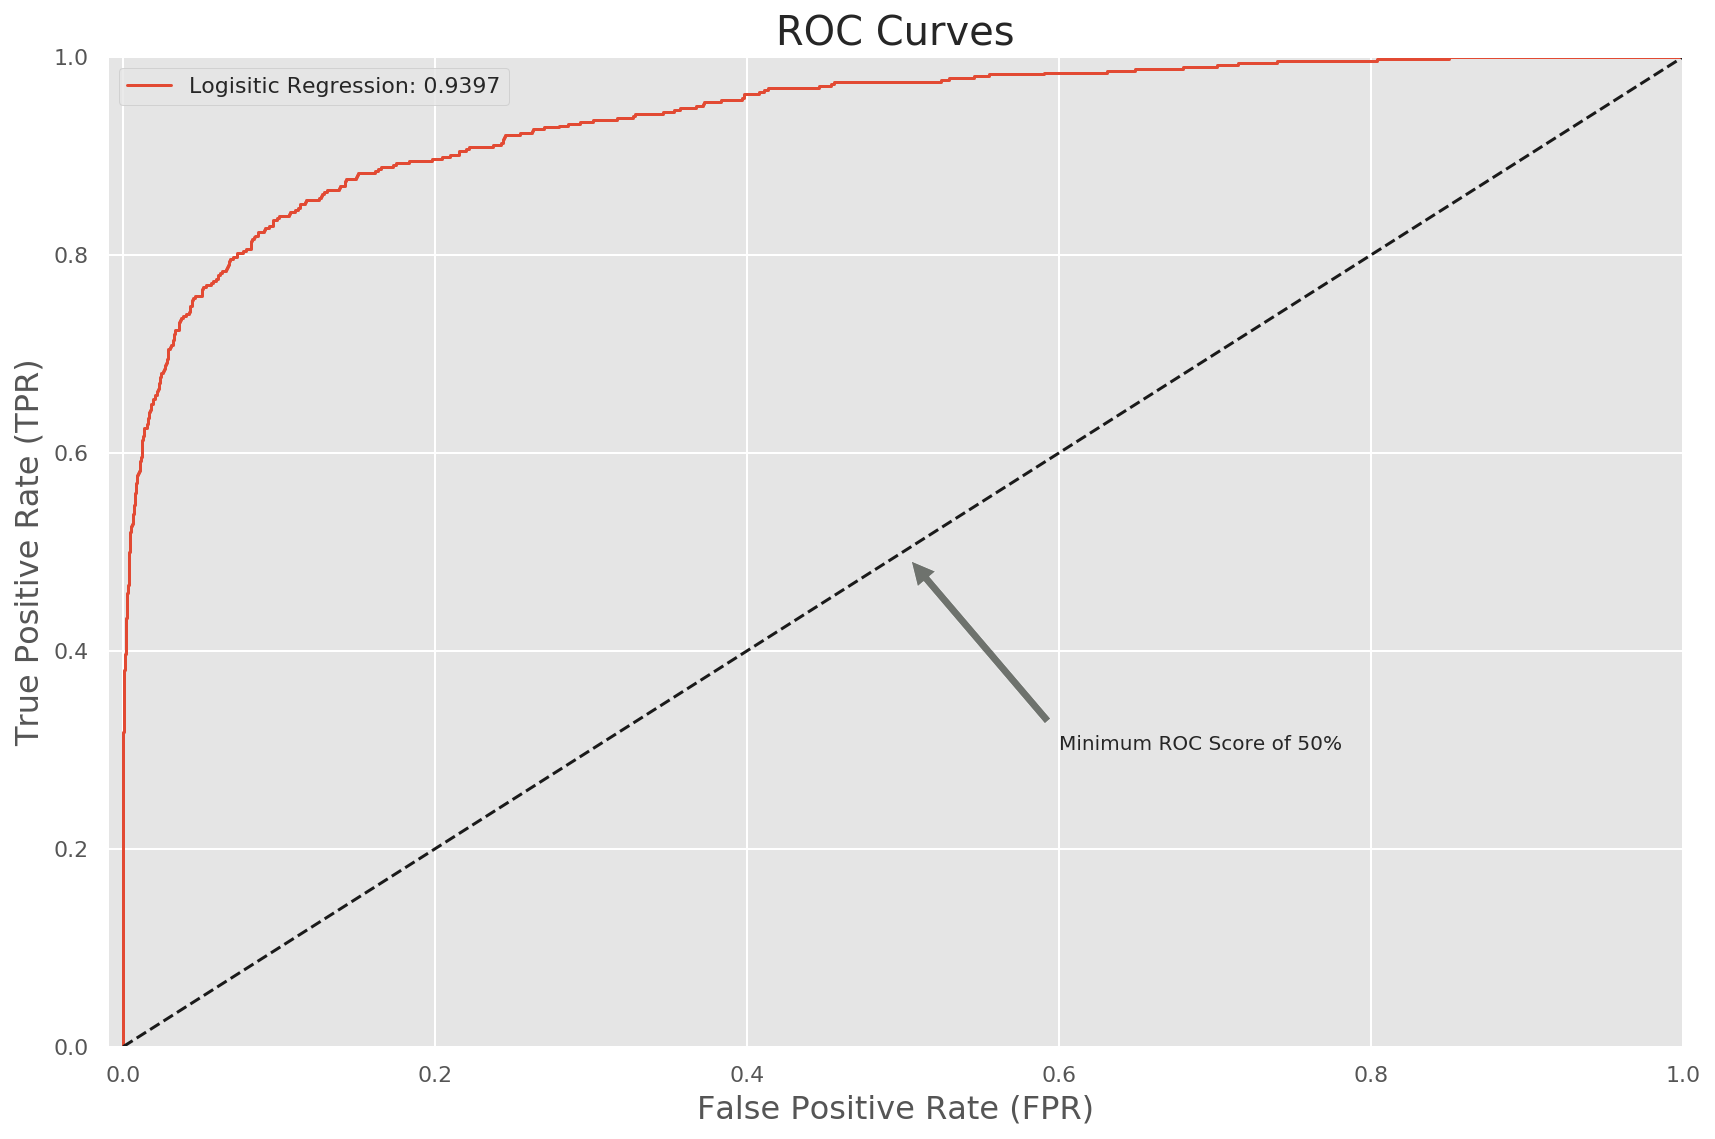 ROC Curves
Logisitic Regression: 0.9397
True Positive Rate (TPR)
1.0
0.8
0.6
0.4
0.2
0.0
Minimum ROC Score of 50%
0.0 0.2 0.4 0.6 0.8 1.0
False Positive Rate (FPR)